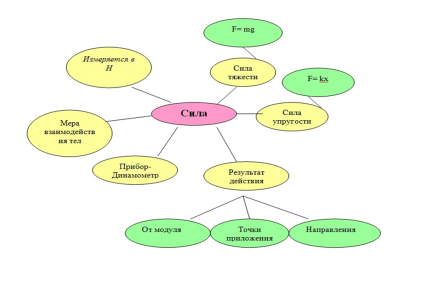 F= mg
Измеряется в
Н
Сила
тяжести
F= kx
Сила
Сила
упругости
Мера
взаимодейств
ия тел
Прибор-
Динамометр
Результат
действия
От модуля
Точки
приложения
Направления